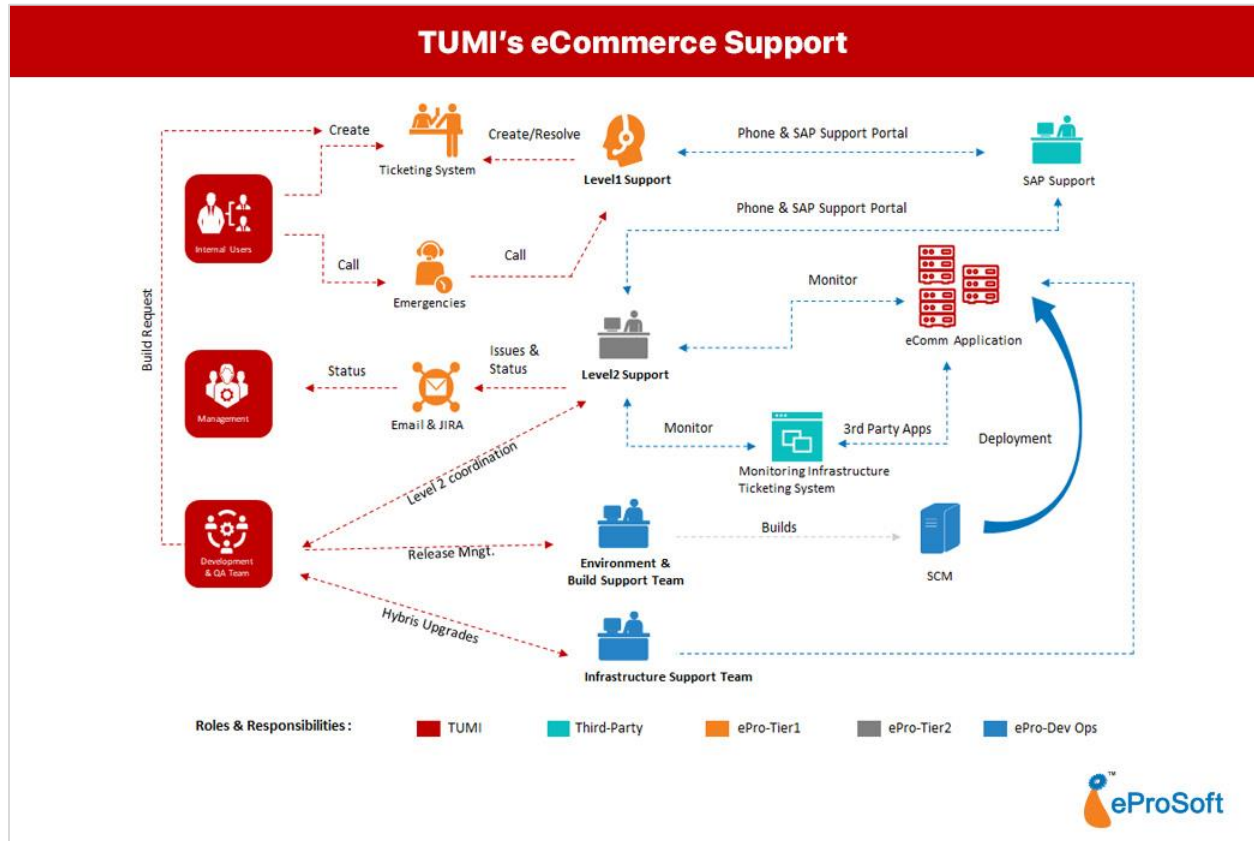 TUMI's eCommerce Support
Create
Ticketing System
Create/Resolve
Level1 Support
Phone & SAP Support Portal
SAP Support
Internal Users
Call
Emergencies
Call
Phone & SAP Support Portal
Monitor
eComm Application
Build Request
Management
Status
Email & JIRA
Issues &
Status
Level2 Support
Monitor
3rd Party Apps
Monitoring Infrastructure
Ticketing System
Deployment
Level 2 coordination
Development
& QA Team
Release Mngt.
Environment &
Build Support Team
Builds
SCM
Hybris Upgrades
Infrastructure Support Team
Roles & Responsibilities :
TUMI
Third-Party
ePro-Tier1
ePro-Tier2
ePro-Dev Ops
eProSoft
TM